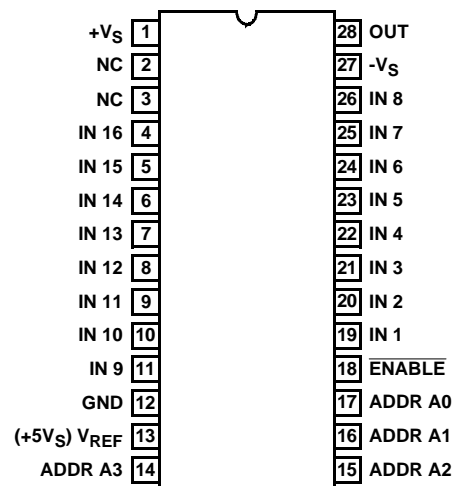 +VS 1 28 OUT
NC 2 27 -VS
NC 3 26 IN 8
IN 16 4 25 IN 7
IN 15 5 24 IN 6
IN 14 6 23 IN 5
IN 13 7 22 IN 4
IN 12 8 21 IN 3
IN 11 9 20 IN 2
IN 10 10 19 IN 1
IN 9 11 18 ENABLE
GND 12 17 ADDR A0
(+5VS) VREF 13 16 ADDR A1
ADDR A3 14 15 ADDR A2